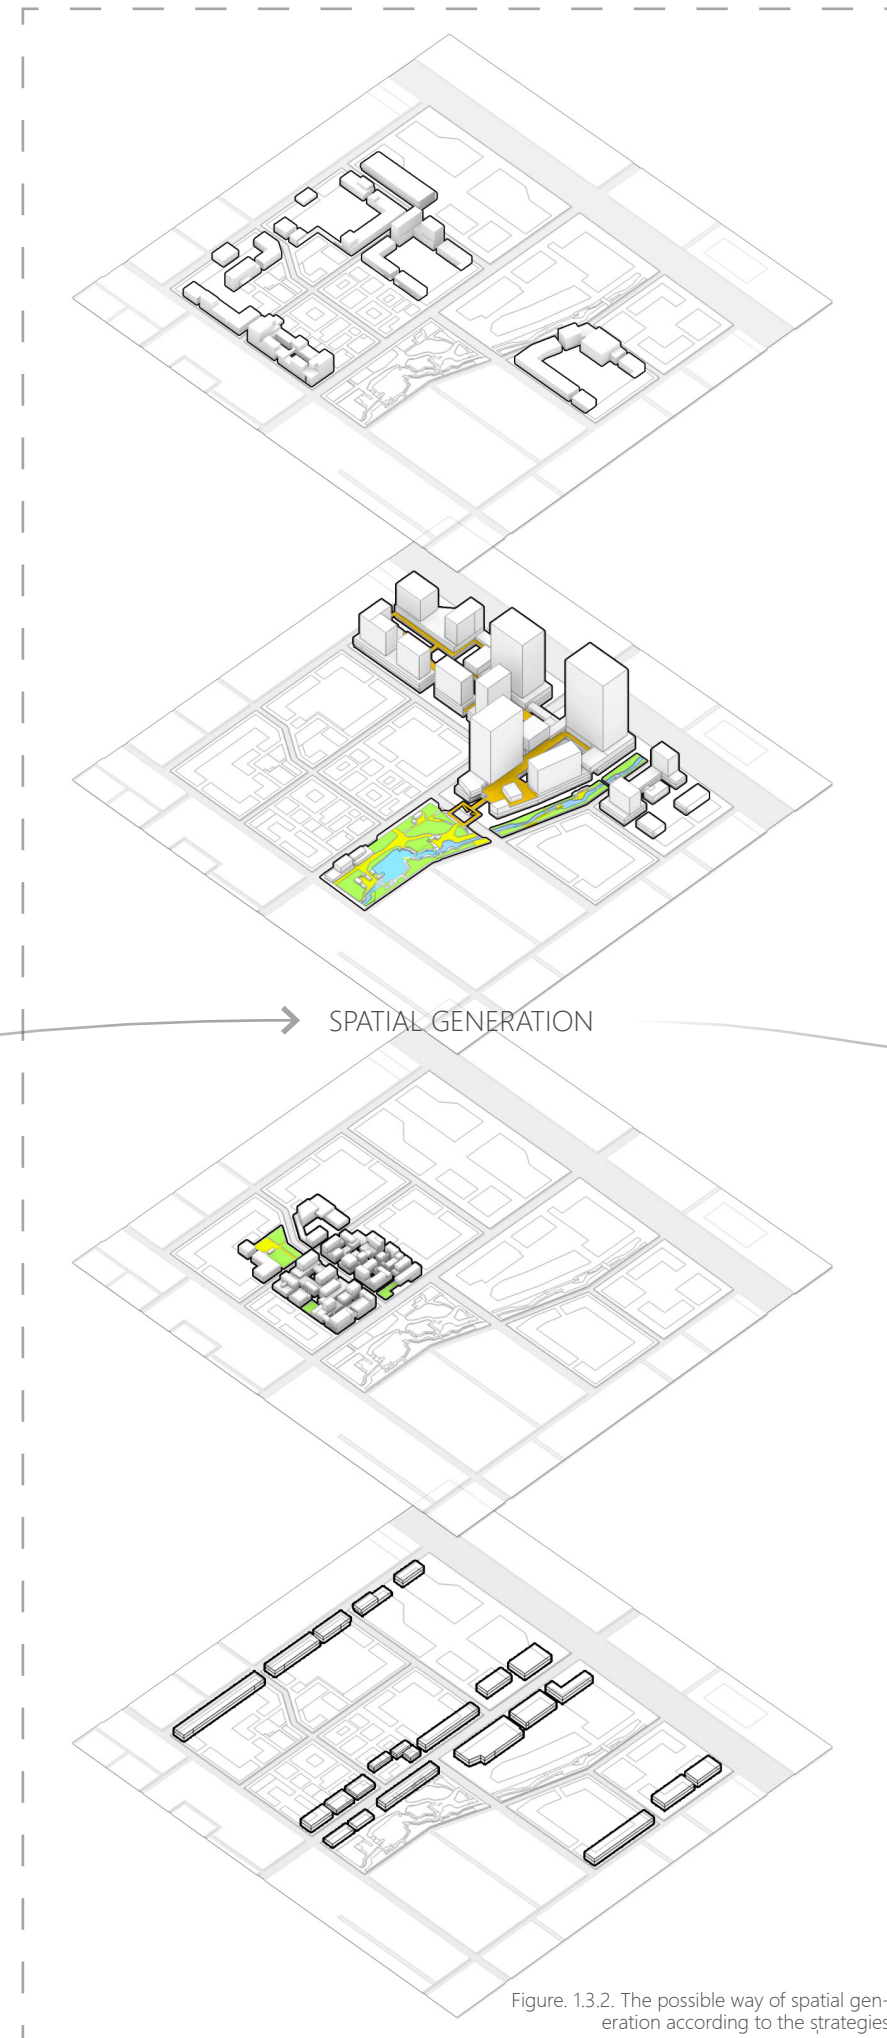 SPATIAL GENERATION
Figure. 1.3.2. The possible way of spatial gen-
eration according to the strategies